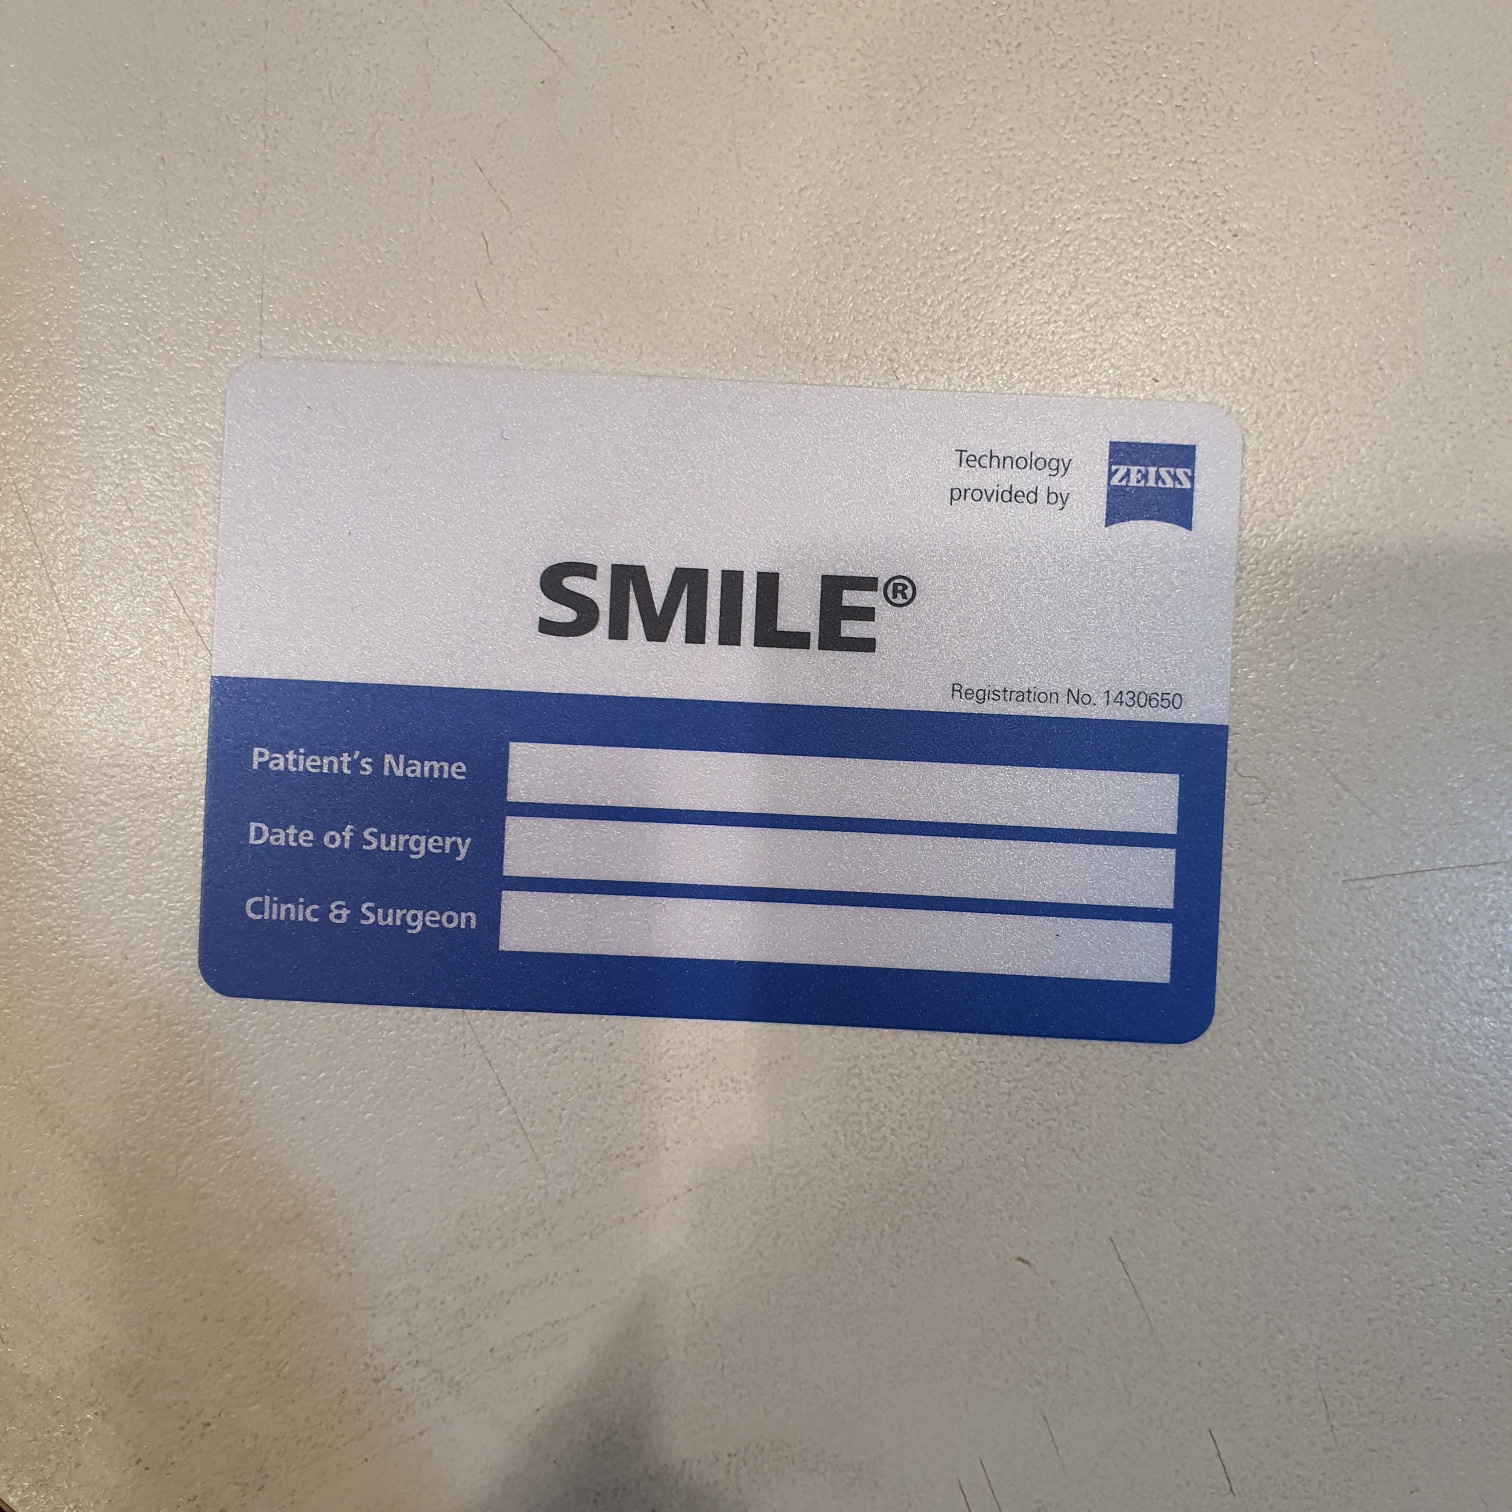 Technology
provided by
ZEISS
SMILE®
Registration No. 1430650
Patient's Name
Date of Surgery
Clinic & Surgeon